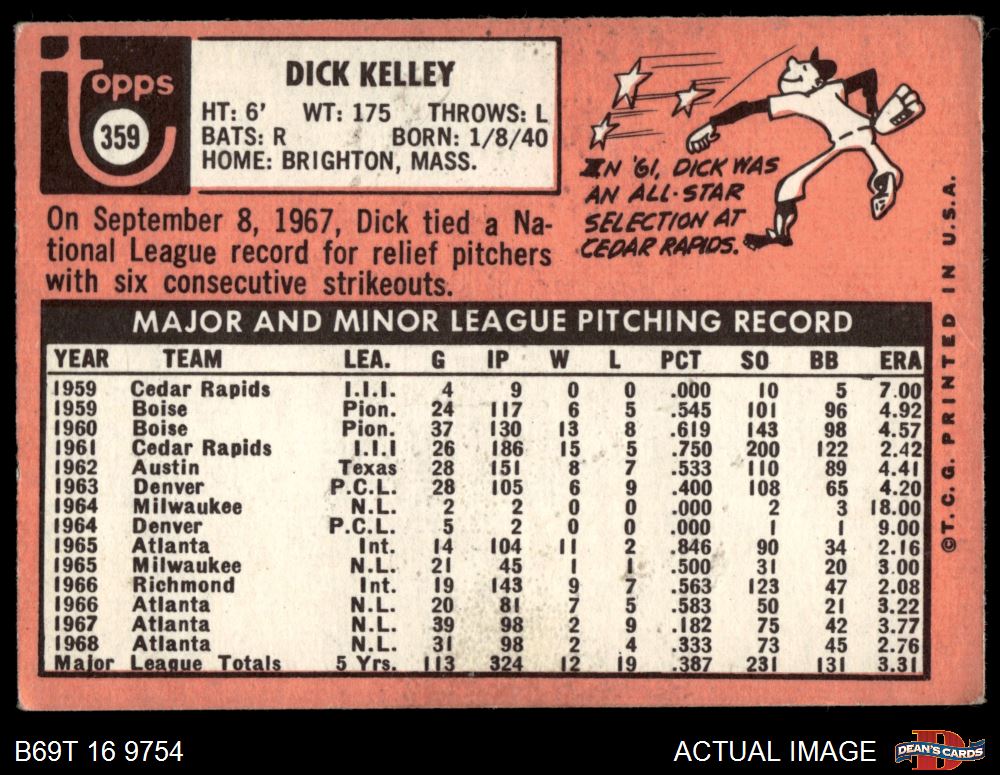 topps
359
DICK KELLEY
HT: 6' WT: 175 THROWS: L
BATS: R BORN: 1/8/40
HOME: BRIGHTON, MASS.
On September 8, 1967, Dick tied a Na-
tional League record for relief pitchers
with six consecutive strikeouts.
IN '61, DICK WAS
AN ALL-STAR
SELECTION AT
CEDAR RAPIDS.
MAJOR AND MINOR LEAGUE PITCHING RECORD
YEAR TEAM LEA. G IP W L PCT SO BB ERA
1959 Cedar Rapids I.I.I. 4 9 0 0 .000 10 5 7.00
1959 Boise Pion. 24 117 6 5 .545 101 96 4.92
1960 Boise Pion. 37 130 13 8 .619 143 98 4.57
1961 Cedar Rapids I.I.I 26 186 15 5 .750 200 122 2.42
1962 Austin Texas 28 151 8 7 .533 110 89 4.41
1963 Denver P.C.L. 28 105 6 9 .400 108 65 4.20
1964 Milwaukee N.L. 2 2 0 0 .000 2 3 18.00
1964 Denver P.C.L. 5 2 0 0 .000 1 1 9.00
1965 Atlanta Int. 14 104 11 2 .846 90 34 2.16
1965 Milwaukee N.L. 21 45 1 1 .500 31 20 3.00
1966 Richmond Int. 19 143 9 7 .563 123 47 2.08
1966 Atlanta N.L. 20 81 7 5 .583 50 21 3.22
1967 Atlanta N.L. 39 98 2 9 .182 75 42 3.77
1968 Atlanta N.L. 31 98 2 4 .333 73 45 2.76
Major League Totals 5 Yrs. 113 324 12 19 .387 231 131 3.31
©T.C.G. PRINTED IN U.S.A.
B69T 16 9754
ACTUAL IMAGE
DEAN'S CARDS